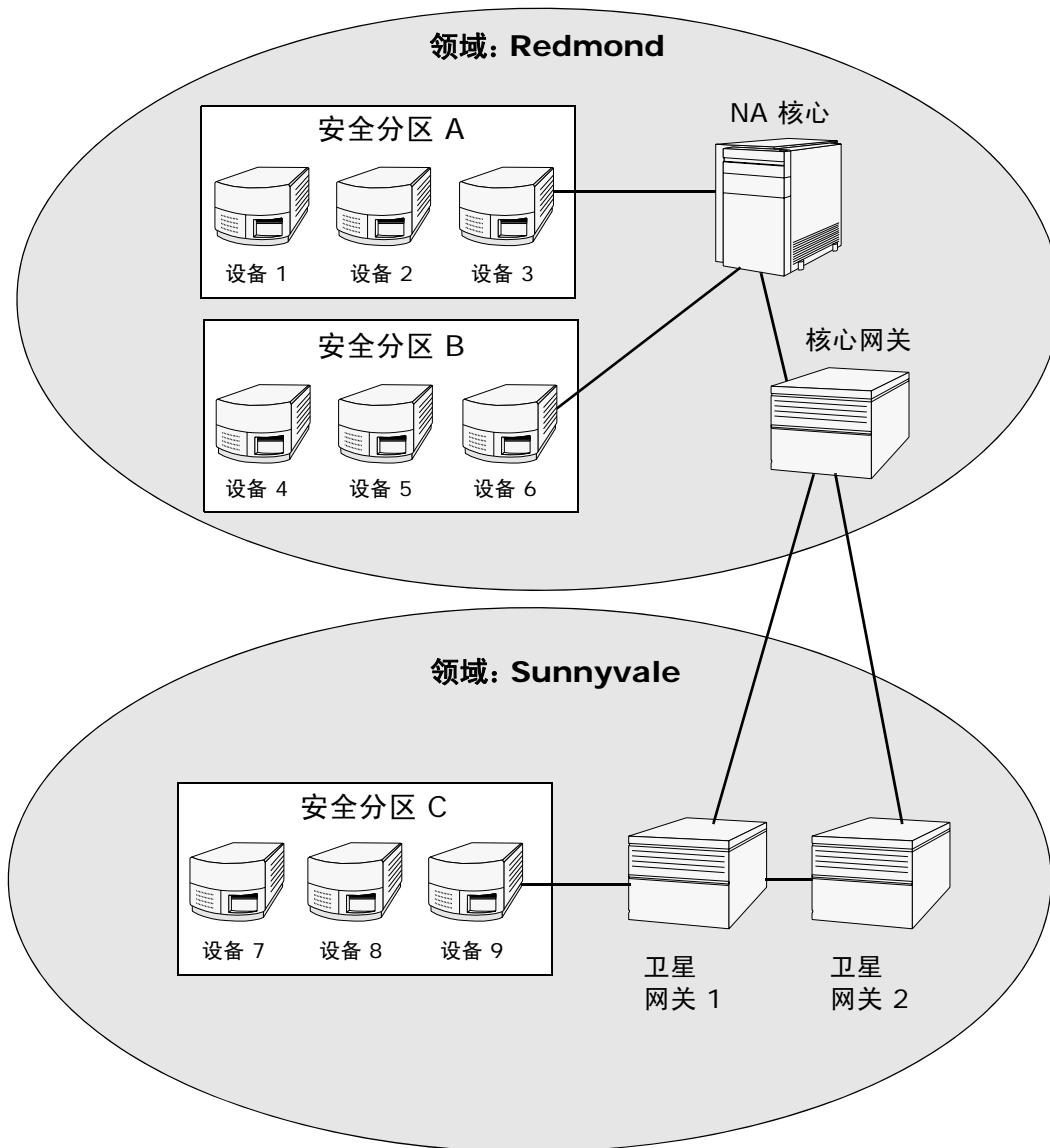 领域: Redmond
安全分区 A
NA 核心
设备 1
设备 2
设备 3
安全分区 B
核心网关
设备 4
设备 5
设备 6
领域: Sunnyvale
安全分区 C
设备 7
设备 8
设备 9
卫星
网关 1
卫星
网关 2